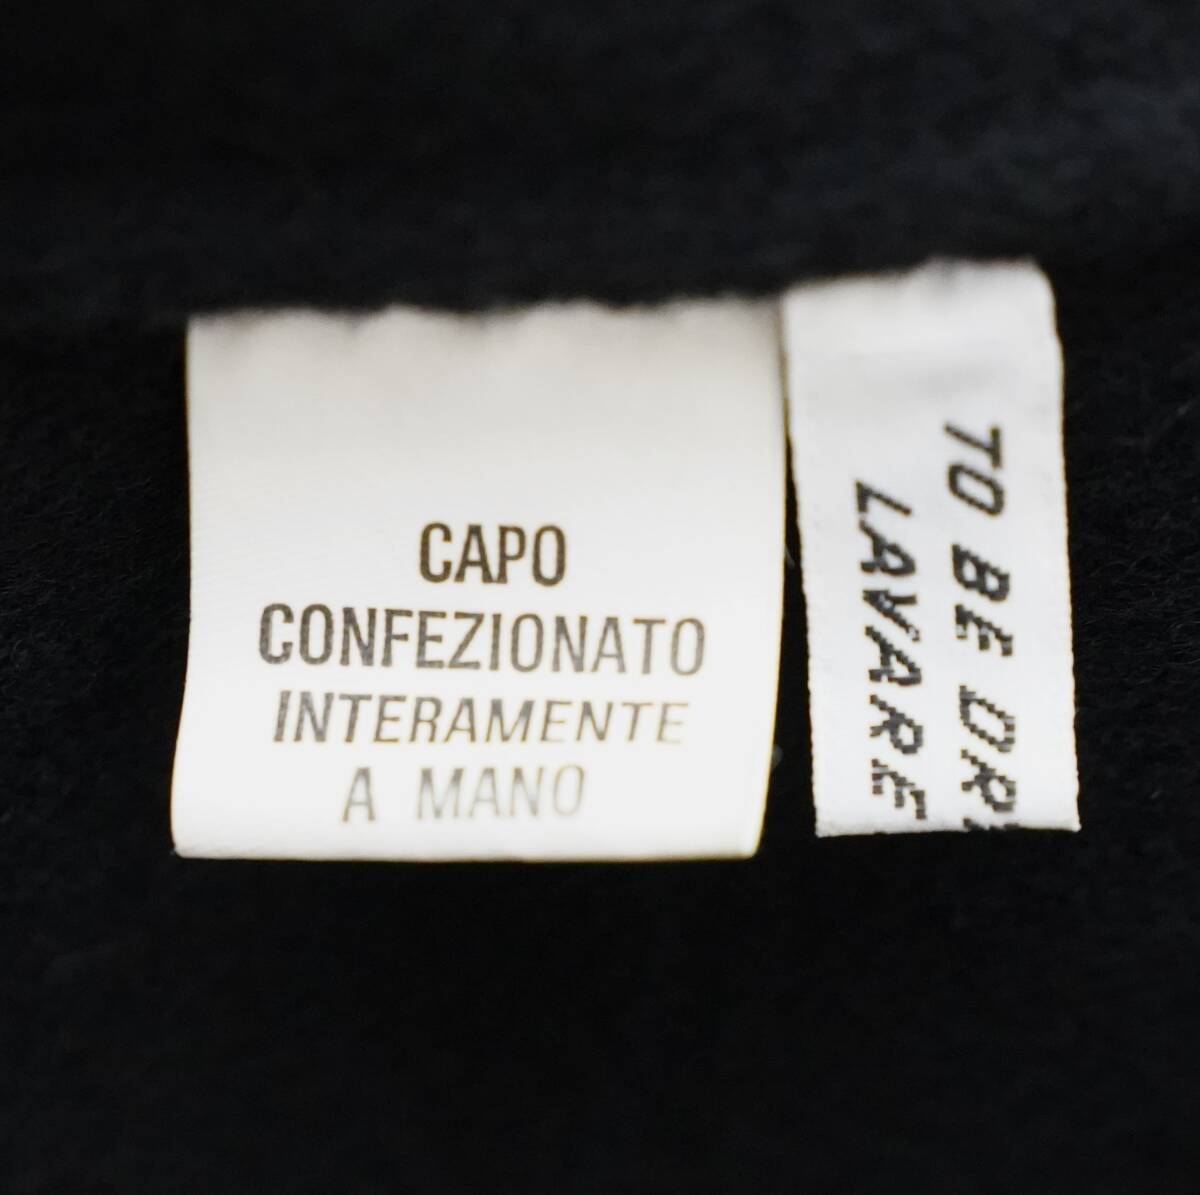 CAPO
CONFEZIONATO
INTERAMENTE
A MANO
TO BE
LAVARE